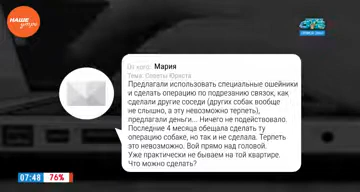 НАШЕ
утро
От кого: Мария
Тема: Советы Юриста
Предлагали использовать специальные ошейники
и сделать операцию по подрезанию связок, как
сделали другие соседи (других собак вообще
не слышно, а эту невозможно терпеть),
предлагали деньги... Ничего не подействовало.
Последние 4 месяца обещала сделать ту
операцию собаке, но так и не сделала. Терпеть
это невозможно. Вой прямо над головой.
Уже практически не бываем на той квартире.
Что можно сделать?
07:48 76%